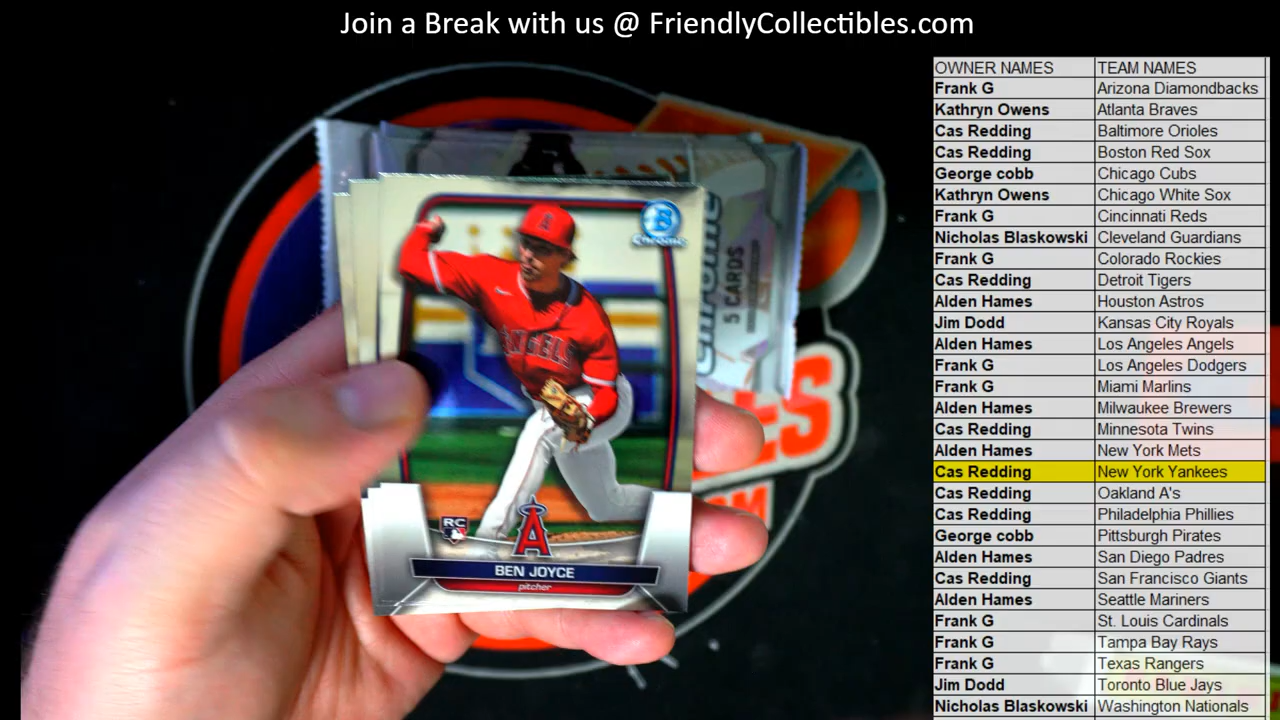 Join a Break with us @ FriendlyCollectibles.com
OWNER NAMES TEAM NAMES
Frank G Arizona Diamondbacks
Kathryn Owens Atlanta Braves
Cas Redding Baltimore Orioles
Cas Redding Boston Red Sox
George cobb Chicago Cubs
Kathryn Owens Chicago White Sox
Frank G Cincinnati Reds
Nicholas Blaskowski Cleveland Guardians
Frank G Colorado Rockies
Cas Redding Detroit Tigers
Alden Hames Houston Astros
Jim Dodd Kansas City Royals
Alden Hames Los Angeles Angels
Frank G Los Angeles Dodgers
Frank G Miami Marlins
Alden Hames Milwaukee Brewers
Cas Redding Minnesota Twins
Alden Hames New York Mets
Cas Redding New York Yankees
Cas Redding Oakland A's
Cas Redding Philadelphia Phillies
George cobb Pittsburgh Pirates
Alden Hames San Diego Padres
Cas Redding San Francisco Giants
Alden Hames Seattle Mariners
Frank G St. Louis Cardinals
Frank G Tampa Bay Rays
Frank G Texas Rangers
Jim Dodd Toronto Blue Jays
Nicholas Blaskowski Washington Nationals
B
Chrome
ANGELS
RC
A
BEN JOYCE
pitcher
5 CARDS